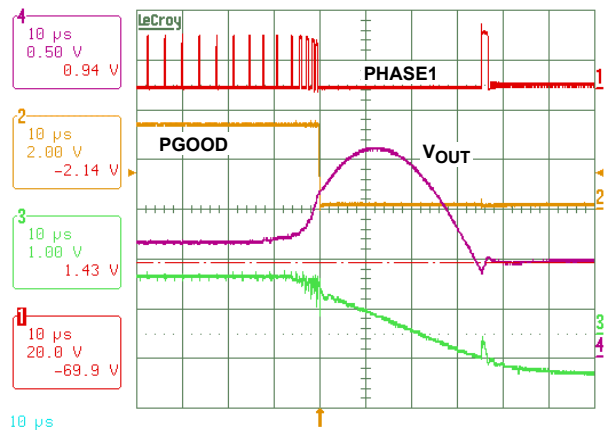 LeCroy
4
10 µs
0.50 V
0.94 V
PHASE1
1
2
10 µs
2.00 V
-2.14 V
PGOOD
VOUT
2
3
10 µs
1.00 V
1.43 V
3
4
1
10 µs
20.0 V
-69.9 V
10 µs